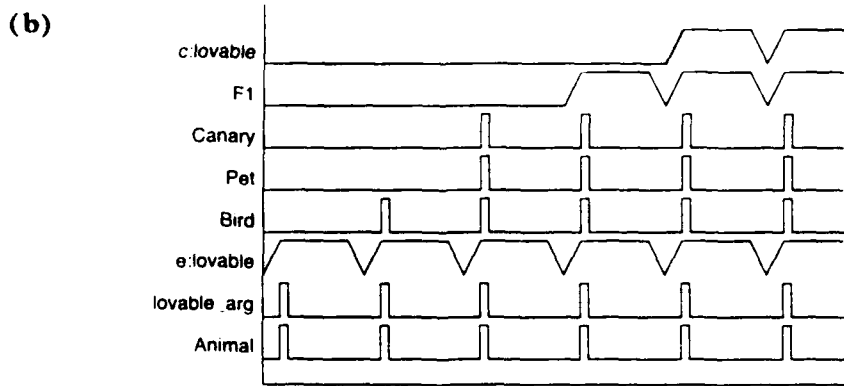 (b)
c:lovable
F1
Canary
Pet
Bird
e:lovable
lovable_arg
Animal